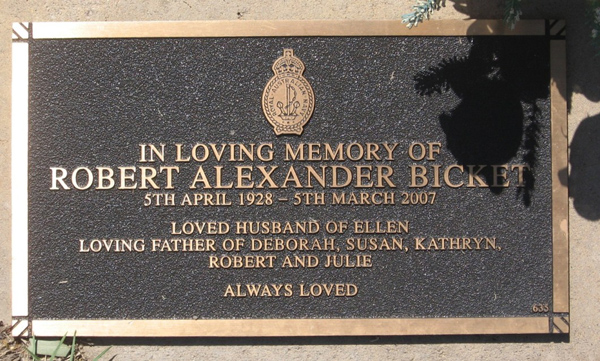 IN LOVING MEMORY OF
ROBERT ALEXANDER BICKET
5TH APRIL 1928 – 5TH MARCH 2007
LOVED HUSBAND OF ELLEN
LOVING FATHER OF DEBORAH, SUSAN, KATHRYN,
ROBERT AND JULIE
ALWAYS LOVED